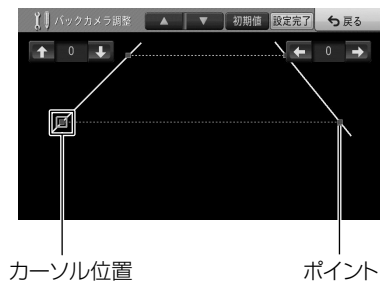 バックカメラ調整 ▲ ▼ 初期値 設定完了 戻る
↑ 0 ↓ ← 0 →
カーソル位置 ポイント